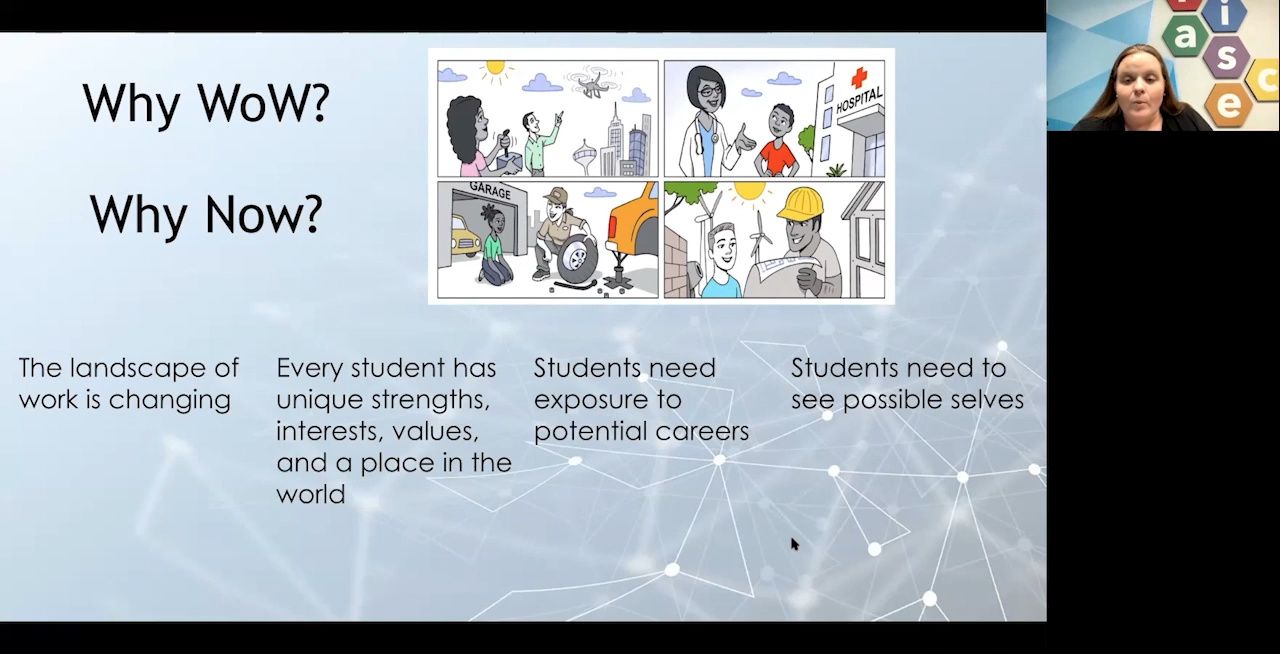 Why WoW?
Why Now?
HOSPITAL
GARAGE
The landscape of
work is changing
Every student has
unique strengths,
interests, values,
and a place in the
world
Students need
exposure to
potential careers
Students need to
see possible selves
a
i
s
c
e